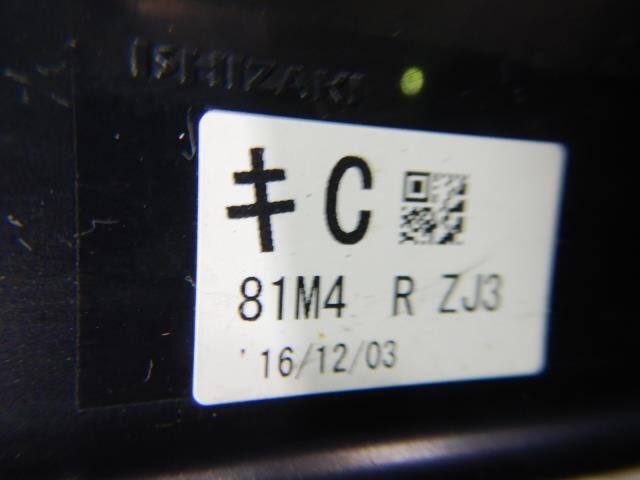 ISHIZAKI
キC
81M4 R ZJ3
'16/12/03